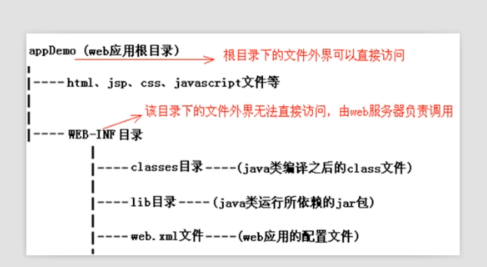 appDemo (web应用根目录)
根目录下的文件外界可以直接访问
|----html、jsp、css、javascript文件等
该目录下的文件外界无法直接访问，由web服务器负责调用
|----WEB-INF目录
|----classes目录----(java类编译之后的class文件)
|----lib目录----(java类运行所依赖的jar包)
|----web.xml文件----(web应用的配置文件)